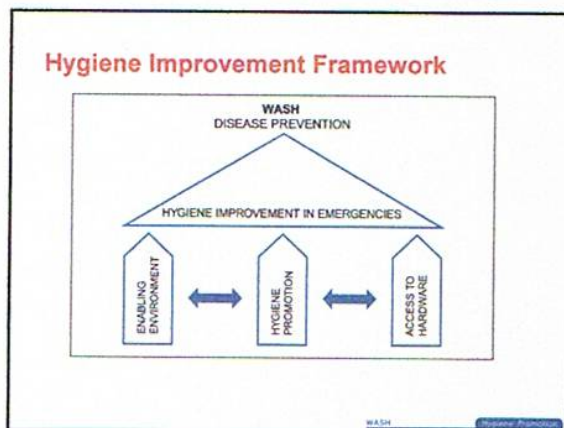 Hygiene Improvement Framework
WASH
DISEASE PREVENTION
HYGIENE IMPROVEMENT IN EMERGENCIES
ENABLING
ENVIRONMENT
HYGIENE
PROMOTION
ACCESS TO
HARDWARE
WASH
Hygiene Promotion